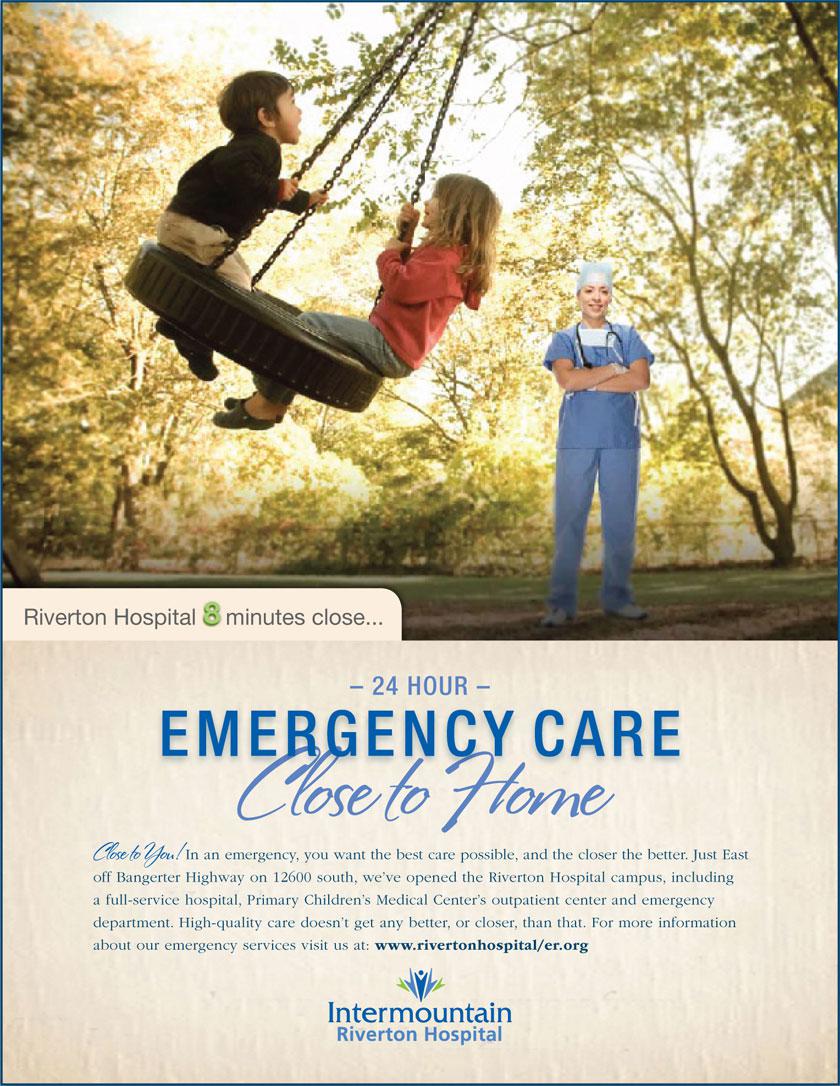 Riverton Hospital 8 minutes close...
– 24 HOUR –
EMERGENCY CARE
Close to Home
Close to You! In an emergency, you want the best care possible, and the closer the better. Just East
off Bangerter Highway on 12600 south, we've opened the Riverton Hospital campus, including
a full-service hospital, Primary Children's Medical Center's outpatient center and emergency
department. High-quality care doesn't get any better, or closer, than that. For more information
about our emergency services visit us at: www.rivertonhospital/er.org
Intermountain
Riverton Hospital